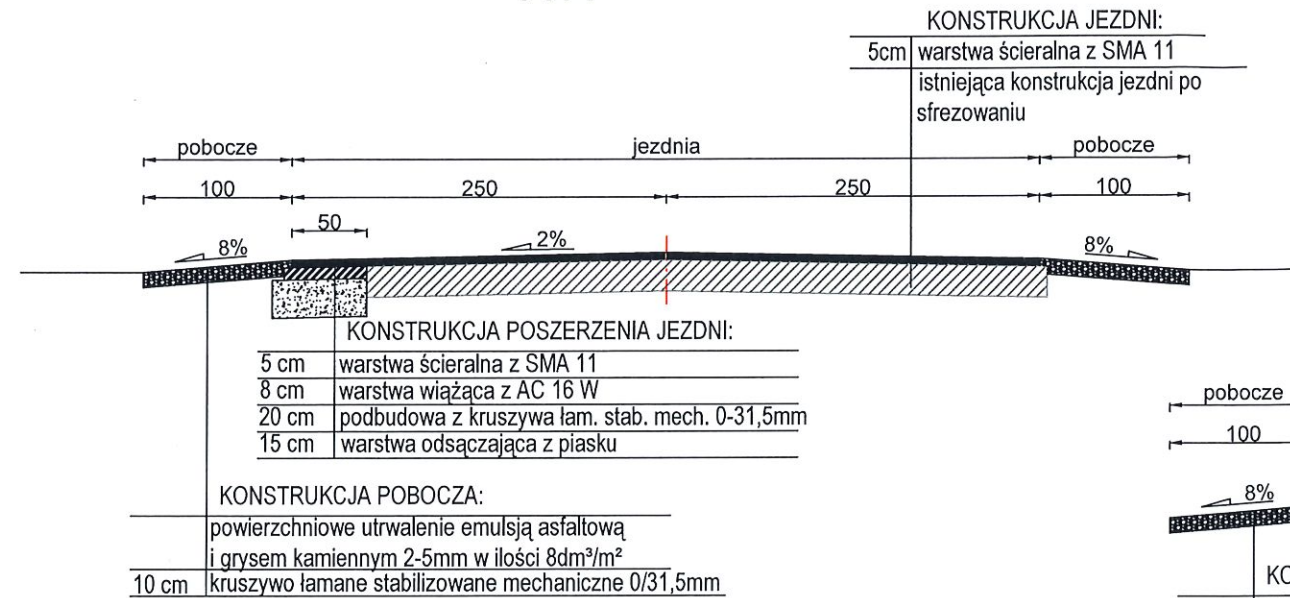 KONSTRUKCJA JEZDNI:
5cm warstwa ścieralna z SMA 11
istniejąca konstrukcja jezdni po
sfrezowaniu
pobocze jezdnia pobocze
100 250 250 100
50
8% 2% 8%
KONSTRUKCJA POSZERZENIA JEZDNI:
5 cm warstwa ścieralna z SMA 11
8 cm warstwa wiążąca z AC 16 W
20 cm podbudowa z kruszywa łam. stab. mech. 0-31,5mm
15 cm warstwa odsączająca z piasku
pobocze
100
8%
KONSTRUKCJA POBOCZA:
powierzchniowe utrwalenie emulsją asfaltową
i grysem kamiennym 2-5mm w ilości 8dm³/m²
10 cm kruszywo łamane stabilizowane mechaniczne 0/31,5mm